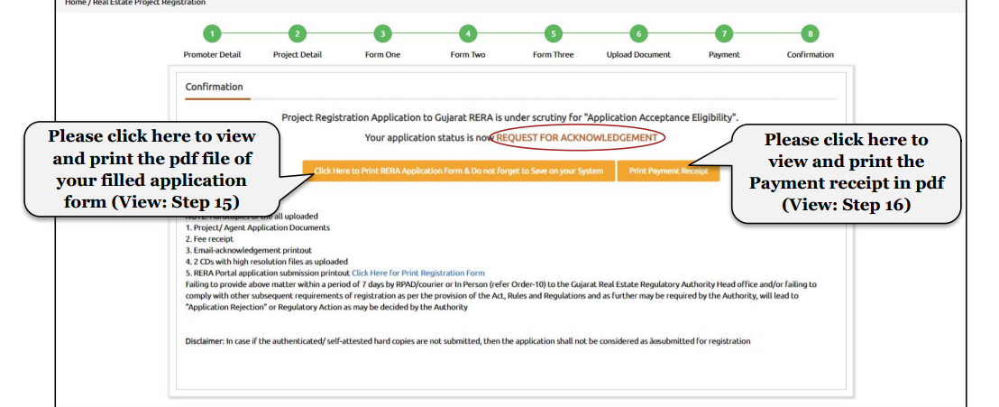 Home / Real Estate Project Registration
1 2 3 4 5 6 7 8
Promoter Detail Project Detail Form One Form Two Form Three Upload Document Payment Confirmation
Confirmation
Project Registration Application to Gujarat RERA is under scrutiny for "Application Acceptance Eligibility".
Your application status is now REQUEST FOR ACKNOWLEDGEMENT
Please click here to view
and print the pdf file of
your filled application
form (View: Step 15)
Click Here to Print RERA Application Form & Do not forget to Save on your System
Print Payment Receipt
Please click here to
view and print the
Payment receipt in pdf
(View: Step 16)
NOTE: Hardcopies of the all uploaded
1. Project/ Agent Application Documents
2. Fee receipt
3. Email-acknowledgement printout
4. 2 CDs with high resolution files as uploaded
5. RERA Portal application submission printout Click Here for Print Registration Form
Failing to provide above matter within a period of 7 days by RPAD/courier or In Person (refer Order-10) to the Gujarat Real Estate Regulatory Authority Head office and/or failing to
comply with other subsequent requirements of registration as per the provision of the Act, Rules and Regulations and as further may be required by the Authority, will lead to
"Application Rejection" or Regulatory Action as may be decided by the Authority
Disclaimer: In case if the authenticated/ self-attested hard copies are not submitted, then the application shall not be considered as submitted for registration